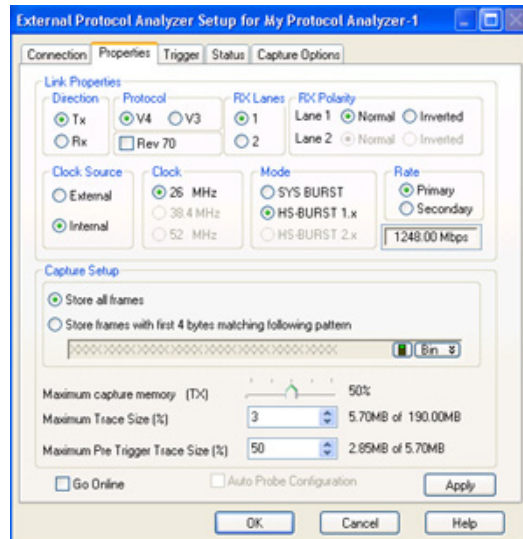 External Protocol Analyzer Setup for My Protocol Analyzer-1
Connection Properties Trigger Status Capture Options
Link Properties
Direction Protocol RX Lanes RX Polarity
Tx V4 V3 1 Lane 1 Normal Inverted
Rx Rev 70 2 Lane 2 Normal Inverted
Clock Source Clock Mode Rate
External 26 MHz SYS BURST Primary
38.4 MHz HS-BURST 1.x Secondary
Internal 52 MHz HS-BURST 2.x 1248.00 Mbps
Capture Setup
Store all frames
Store frames with first 4 bytes matching following pattern
Bin
Maximum capture memory (TX) 50%
Maximum Trace Size (%) 3 5.70MB of 190.00MB
Maximum Pre Trigger Trace Size (%) 50 2.85MB of 5.70MB
Go Online Auto Probe Configuration Apply
OK Cancel Help